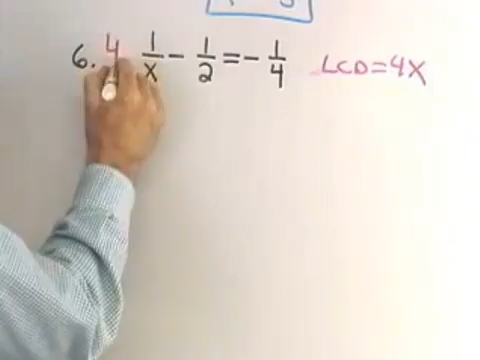 6. 4 1/x - 1/2 = - 1/4 LCD=4X